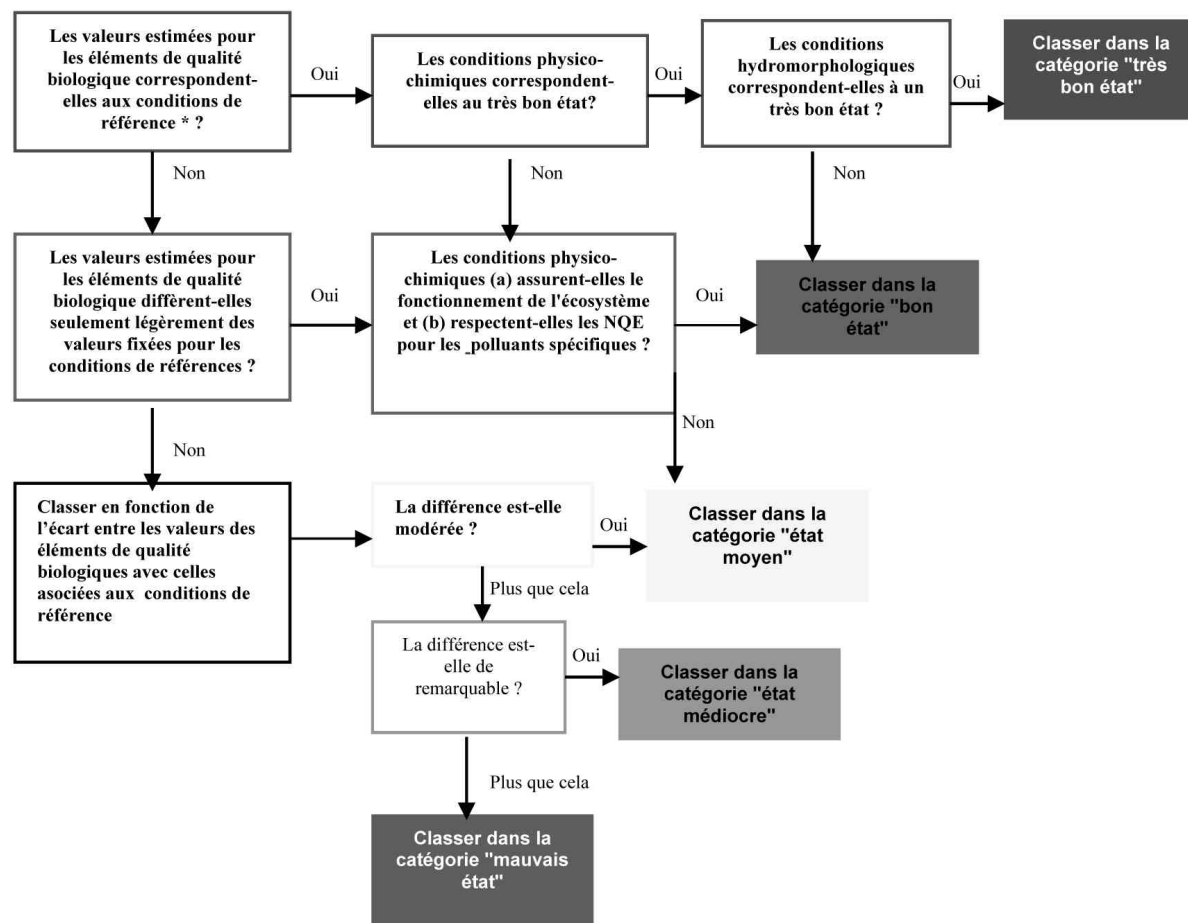 Les valeurs estimées pour
les éléments de qualité
biologique correspondent-
elles aux conditions de
référence * ?
Oui
Les conditions physico-
chimiques correspondent-
elles au très bon état?
Oui
Les conditions
hydromorphologiques
correspondent-elles à un
très bon état ?
Oui
Classer dans la
catégorie "très
bon état"
Non
Non
Non
Les valeurs estimées pour
les éléments de qualité
biologique diffèrent-elles
seulement légèrement des
valeurs fixées pour les
conditions de références ?
Oui
Les conditions physico-
chimiques (a) assurent-elles le
fonctionnement de l'écosystème
et (b) respectent-elles les NQE
pour les _polluants spécifiques ?
Oui
Classer dans la
catégorie "bon
état"
Non
Non
Classer en fonction de
l’écart entre les valeurs des
éléments de qualité
biologiques avec celles
asociées aux conditions de
référence
La différence est-elle
modérée ?
Oui
Classer dans la
catégorie "état
moyen"
Plus que cela
La différence est-
elle de
remarquable ?
Oui
Classer dans la
catégorie "état
médiocre"
Plus que cela
Classer dans la
catégorie "mauvais
état"